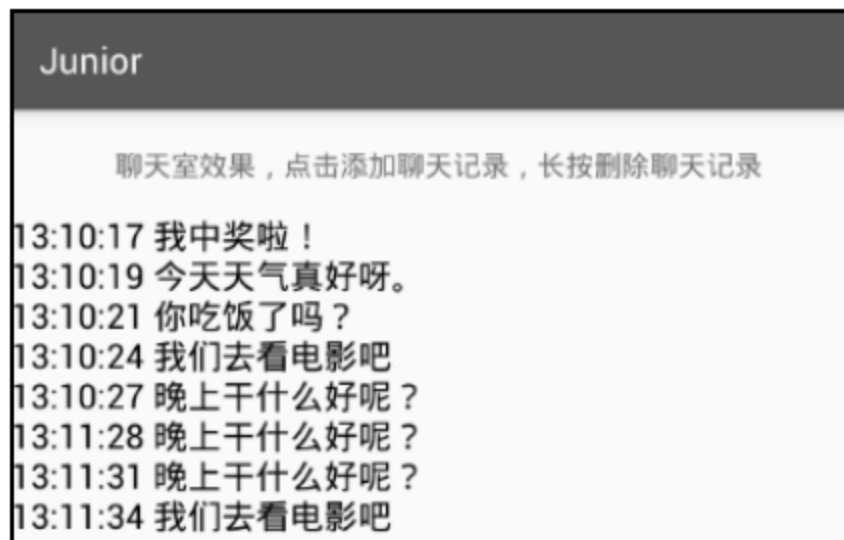 Junior
聊天室效果，点击添加聊天记录，长按删除聊天记录
13:10:17 我中奖啦！
13:10:19 今天天气真好呀。
13:10:21 你吃饭了吗？
13:10:24 我们去看电影吧
13:10:27 晚上干什么好呢？
13:11:28 晚上干什么好呢？
13:11:31 晚上干什么好呢？
13:11:34 我们去看电影吧